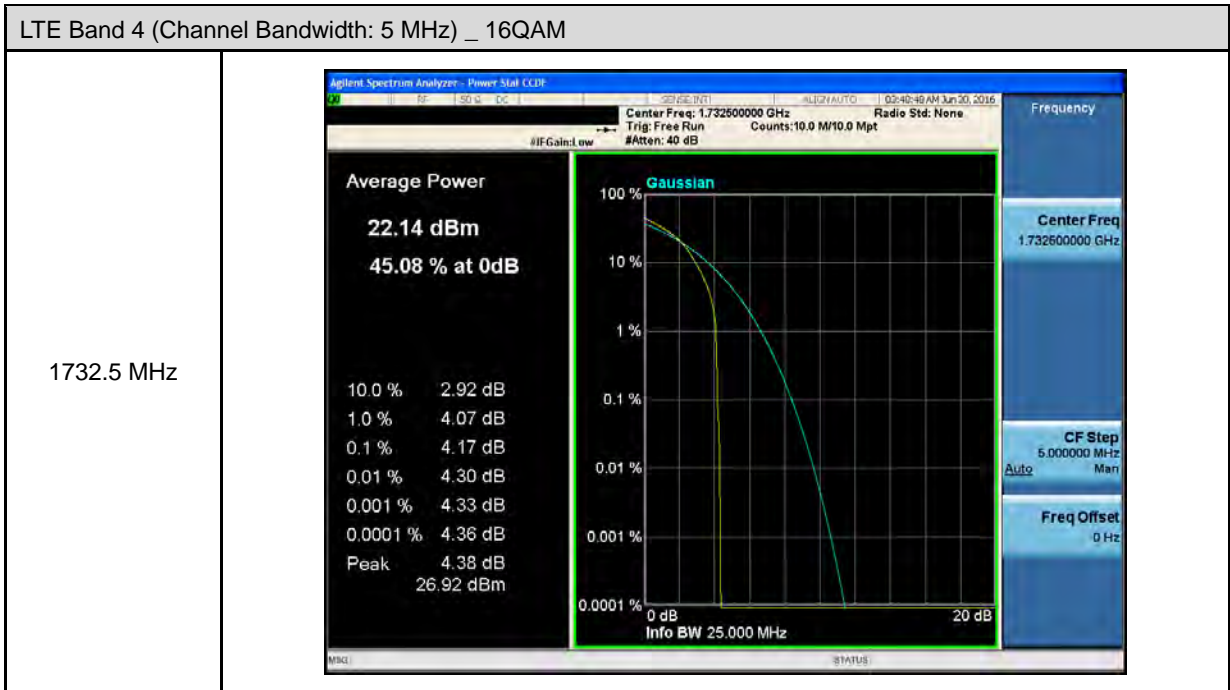 LTE Band 4 (Channel Bandwidth: 5 MHz) _ 16QAM
1732.5 MHz
Agilent Spectrum Analyzer - Power Stat CCDF
RF 50 Ω DC SENSE:INT ALIGN AUTO 02:40:48 AM Jun 20, 2016
Center Freq: 1.732500000 GHz Radio Std: None
Trig: Free Run Counts:10.0 M/10.0 Mpt
#IFGain:Low #Atten: 40 dB
Average Power
22.14 dBm
45.08 % at 0dB
10.0 % 2.92 dB
1.0 % 4.07 dB
0.1 % 4.17 dB
0.01 % 4.30 dB
0.001 % 4.33 dB
0.0001 % 4.36 dB
Peak 4.38 dB
26.92 dBm
Gaussian
100 %
10 %
1 %
0.1 %
0.01 %
0.001 %
0.0001 %
0 dB 20 dB
Info BW 25.000 MHz
Frequency
Center Freq
1.732500000 GHz
CF Step
5.000000 MHz
Auto Man
Freq Offset
0 Hz
MSG STATUS